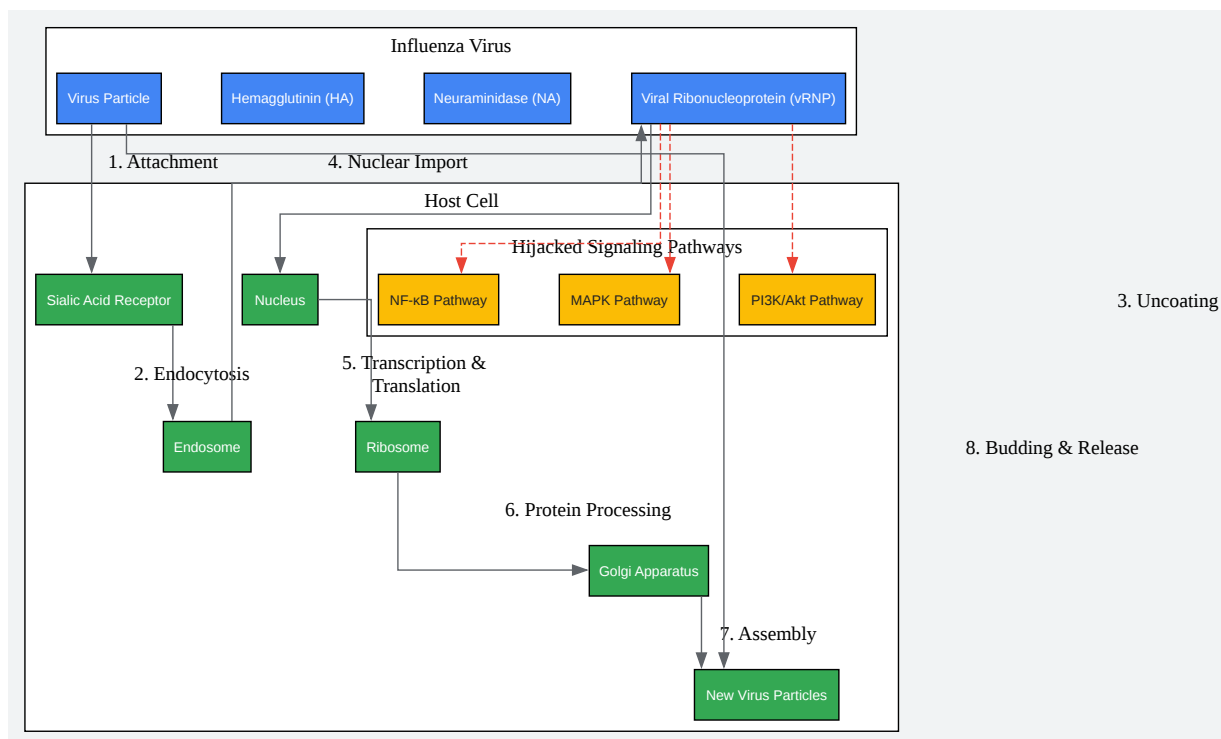 Influenza Virus
Virus Particle
Hemagglutinin (HA)
Neuraminidase (NA)
Viral Ribonucleoprotein (vRNP)
1. Attachment
4. Nuclear Import
Host Cell
Hijacked Signaling Pathways
Sialic Acid Receptor
Nucleus
NF-κB Pathway
MAPK Pathway
PI3K/Akt Pathway
3. Uncoating
2. Endocytosis
5. Transcription &
Translation
Endosome
Ribosome
8. Budding & Release
6. Protein Processing
Golgi Apparatus
7. Assembly
New Virus Particles